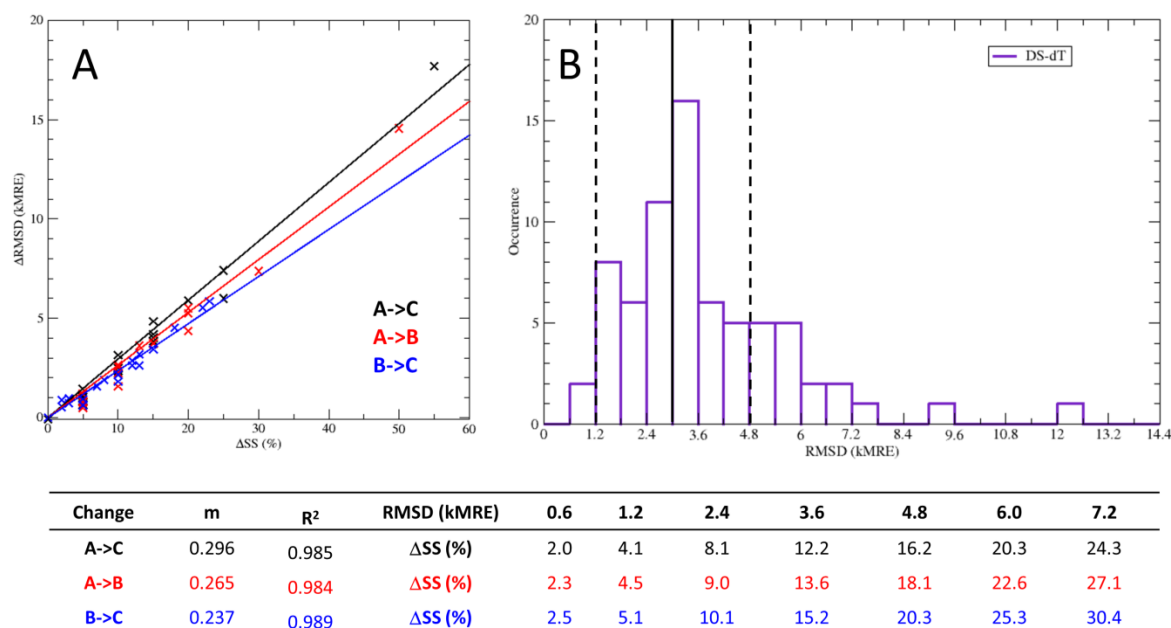 A
ΔRMSD (kMRE)
20
15
10
5
0
A->C
A->B
B->C
0 10 20 30 40 50 60
ΔSS (%)
B
DS-dT
Occurrence
20
15
10
5
0
0 1.2 2.4 3.6 4.8 6 7.2 8.4 9.6 10.8 12 13.2 14.4
RMSD (kMRE)
Change m R² RMSD (kMRE) 0.6 1.2 2.4 3.6 4.8 6.0 7.2
A->C 0.296 0.985 ΔSS (%) 2.0 4.1 8.1 12.2 16.2 20.3 24.3
A->B 0.265 0.984 ΔSS (%) 2.3 4.5 9.0 13.6 18.1 22.6 27.1
B->C 0.237 0.989 ΔSS (%) 2.5 5.1 10.1 15.2 20.3 25.3 30.4